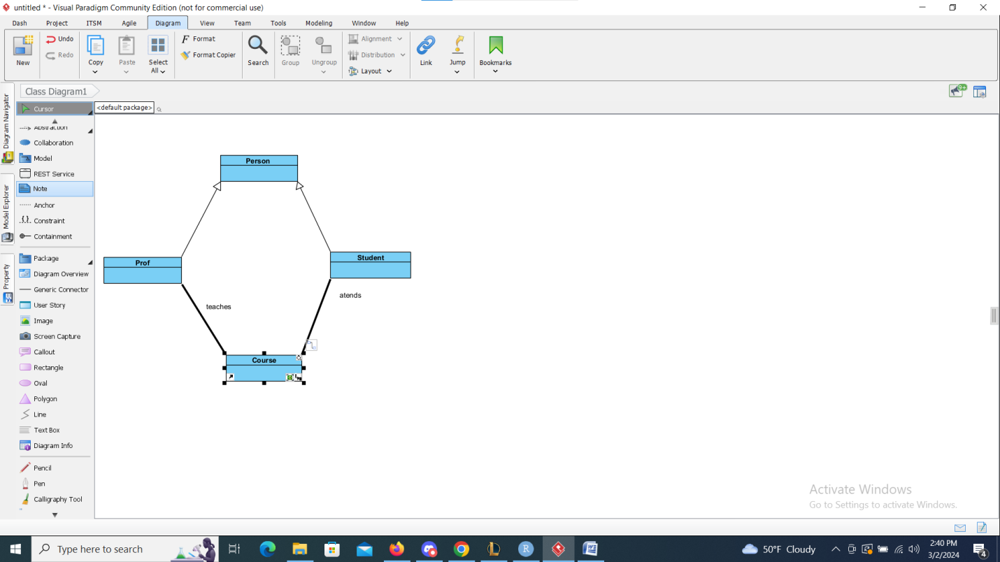 untitled * - Visual Paradigm Community Edition (not for commercial use)
Dash Project ITSM Agile Diagram View Team Tools Modeling Window Help
New
Undo
Redo
Copy
Paste
Select
All
Format
Format Copier
Search
Group
Ungroup
Alignment
Distribution
Layout
Link
Jump
Bookmarks
Class Diagram1
9+
Diagram Navigator
Model Explorer
Property
Cursor
<default package>
Abstraction
Collaboration
Model
REST Service
Note
Anchor
Constraint
Containment
Package
Diagram Overview
Generic Connector
User Story
Image
Screen Capture
Callout
Rectangle
Oval
Polygon
Line
Text Box
Diagram Info
Pencil
Pen
Calligraphy Tool
Person
Prof
Student
teaches
atends
Course
Activate Windows
Go to Settings to activate Windows.
Type here to search
50°F Cloudy
2:40 PM
3/2/2024
4